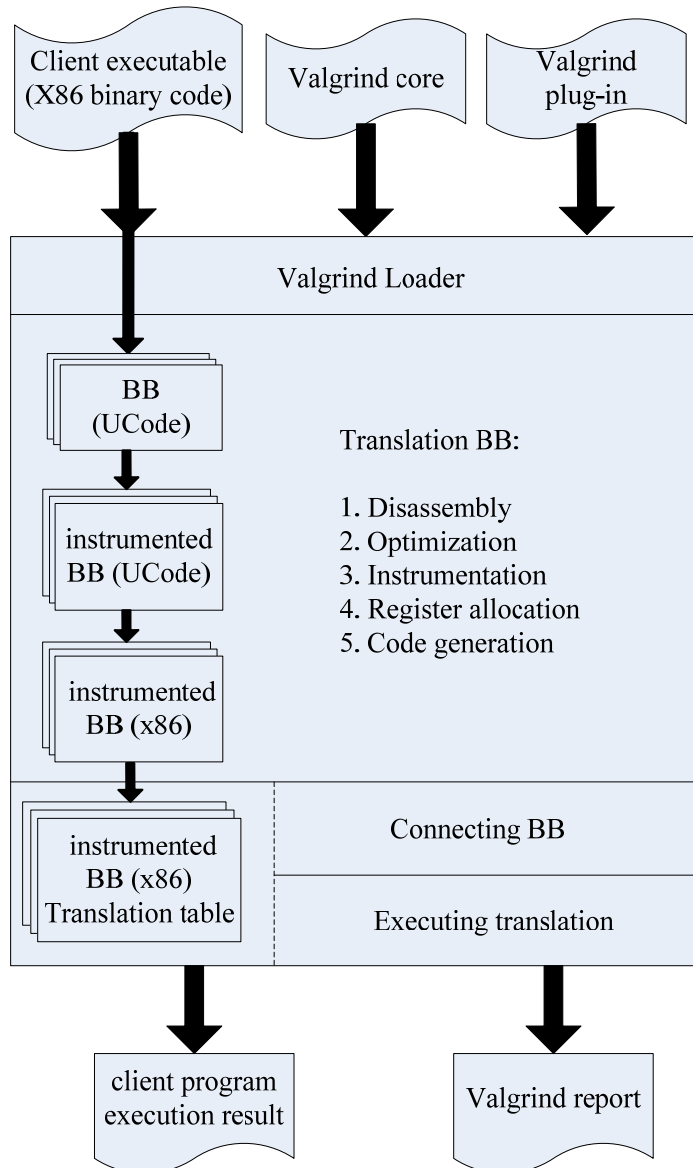 Client executable
(X86 binary code)
Valgrind core
Valgrind
plug-in
Valgrind Loader
BB
(UCode)
instrumented
BB (UCode)
instrumented
BB (x86)
Translation BB:
1. Disassembly
2. Optimization
3. Instrumentation
4. Register allocation
5. Code generation
instrumented
BB (x86)
Translation table
Connecting BB
Executing translation
client program
execution result
Valgrind report